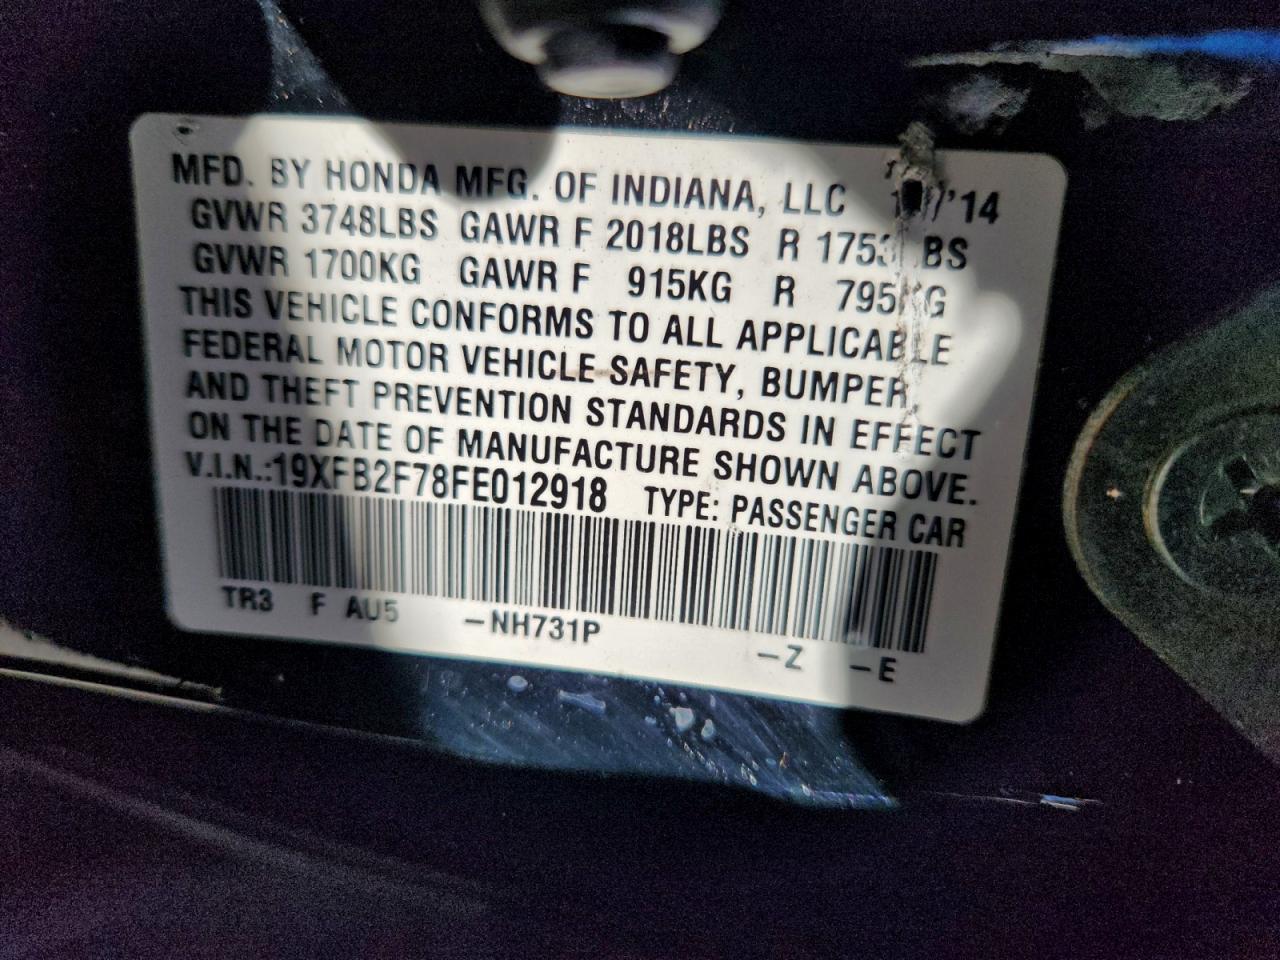 MFD. BY HONDA MFG. OF INDIANA, LLC '14
GVWR 3748LBS GAWR F 2018LBS R
GVWR 1700KG GAWR F 915KG R 795KG
THIS VEHICLE CONFORMS TO ALL APPLICABLE
FEDERAL MOTOR VEHICLE SAFETY, BUMPER
AND THEFT PREVENTION STANDARDS IN EFFECT
ON THE DATE OF MANUFACTURE SHOWN ABOVE.
V.I.N.:19XFB2F78FE012918 TYPE: PASSENGER CAR
TR3 F AU5 -NH731P -Z -E